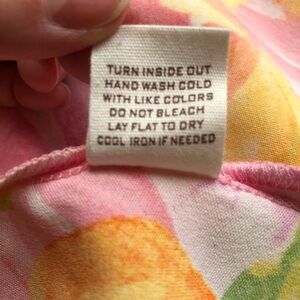 TURN INSIDE OUT
HAND WASH COLD
WITH LIKE COLORS
DO NOT BLEACH
LAY FLAT TO DRY
COOL IRON IF NEEDED